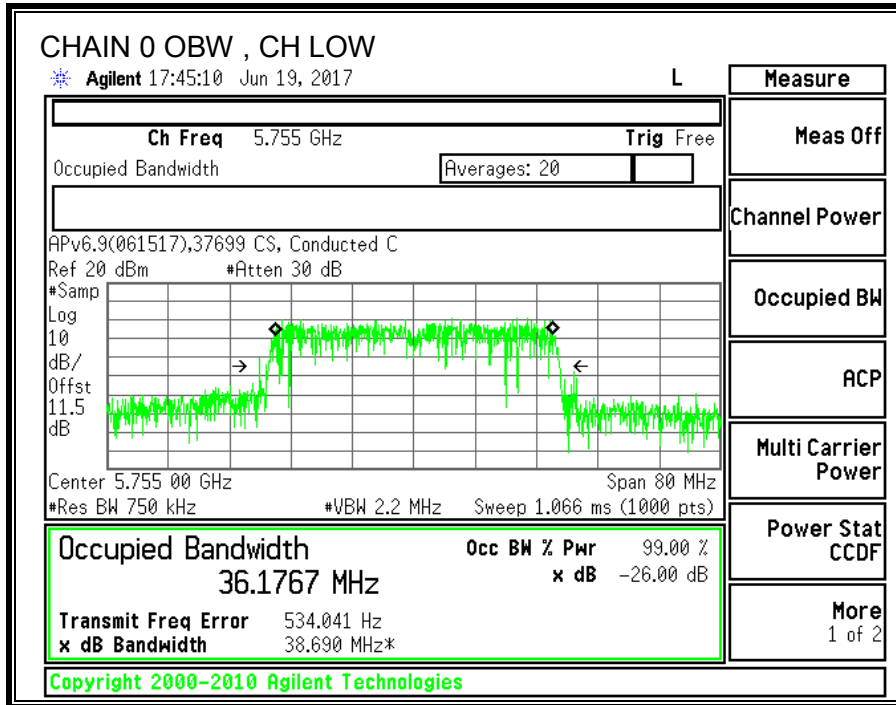 CHAIN 0 OBW , CH LOW
Agilent 17:45:10 Jun 19, 2017 L
Measure
Ch Freq 5.755 GHz Trig Free
Occupied Bandwidth Averages: 20
APv6.9(061517),37699 CS, Conducted C
Ref 20 dBm #Atten 30 dB
#Samp
Log
10
dB/
Offst
11.5
dB
Center 5.755 00 GHz Span 80 MHz
#Res BW 750 kHz #VBW 2.2 MHz Sweep 1.066 ms (1000 pts)
Occupied Bandwidth Occ BW % Pwr 99.00 %
36.1767 MHz x dB -26.00 dB
Transmit Freq Error 534.041 Hz
x dB Bandwidth 38.690 MHz*
Copyright 2000-2010 Agilent Technologies
Meas Off
Channel Power
Occupied BW
ACP
Multi Carrier
Power
Power Stat
CCDF
More
1 of 2